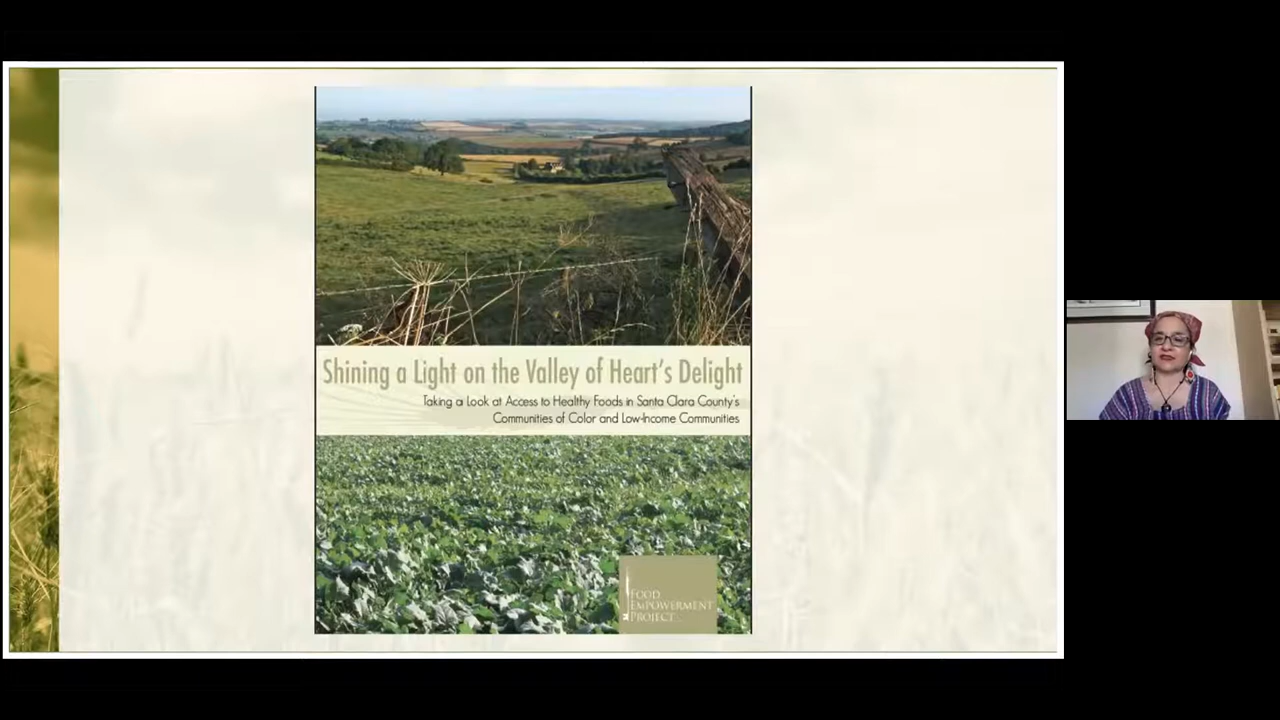 Shining a Light on the Valley of Heart's Delight
Taking a Look at Access to Healthy Foods in Santa Clara County's
Communities of Color and Low-Income Communities
FOOD
EMPOWERMENT
PROJECT